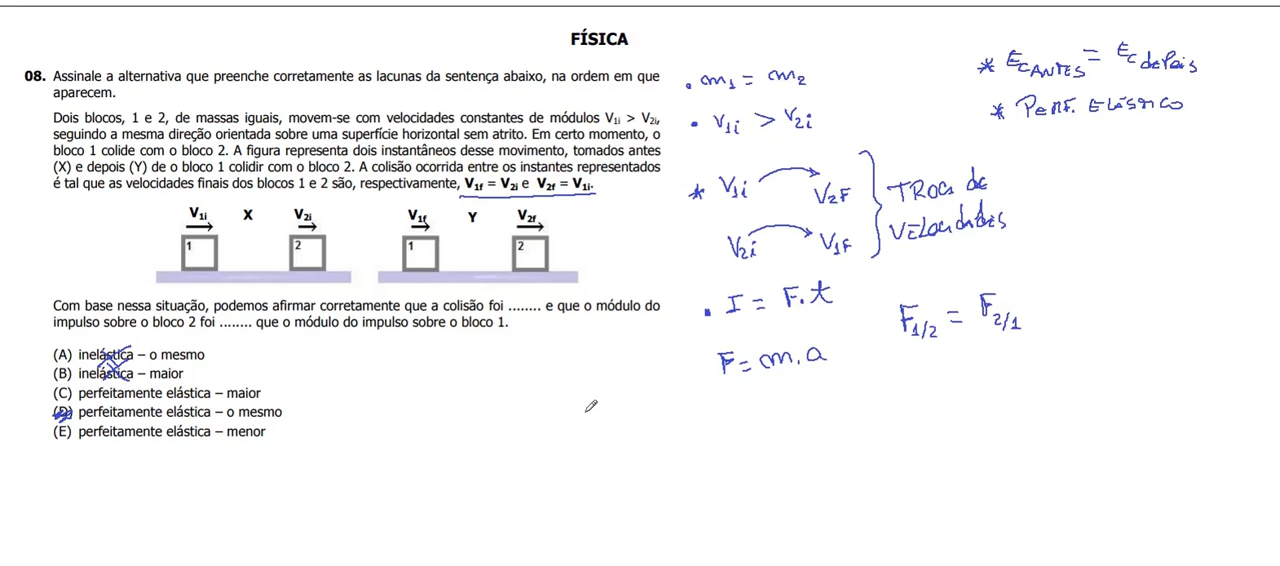 FÍSICA
08. Assinale a alternativa que preenche corretamente as lacunas da sentença abaixo, na ordem em que
aparecem.
Dois blocos, 1 e 2, de massas iguais, movem-se com velocidades constantes de módulos V1i > V2i,
seguindo a mesma direção orientada sobre uma superfície horizontal sem atrito. Em certo momento, o
bloco 1 colide com o bloco 2. A figura representa dois instantâneos desse movimento, tomados antes
(X) e depois (Y) de o bloco 1 colidir com o bloco 2. A colisão ocorrida entre os instantes representados
é tal que as velocidades finais dos blocos 1 e 2 são, respectivamente, V1f = V2i e V2f = V1i.
V1i X V2i V1f Y V2f
1 2 1 2
Com base nessa situação, podemos afirmar corretamente que a colisão foi ........ e que o módulo do
impulso sobre o bloco 2 foi ........ que o módulo do impulso sobre o bloco 1.
(A) inelástica – o mesmo
(B) inelástica – maior
(C) perfeitamente elástica – maior
(D) perfeitamente elástica – o mesmo
(E) perfeitamente elástica – menor
• m1 = m2
• V1i > V2i
* V1i V2F
V2i V1F
TROCA de
VELOCIDADES
• I = F.t
F = m.a
* EC ANTES = EC dePois
* PERF. ELÁSTICO
F1/2 = F2/1